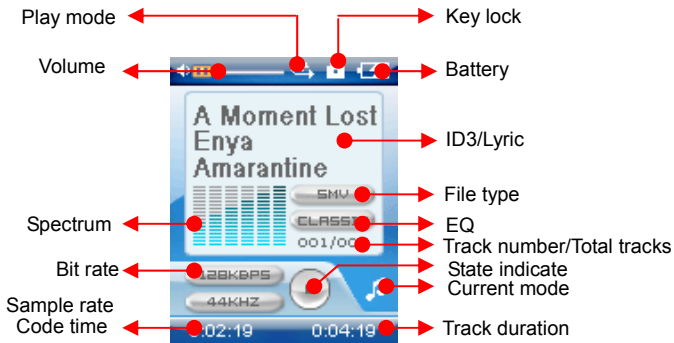 Play mode
Key lock
Volume
Battery
A Moment Lost
Enya
Amarantine
ID3/Lyric
File type
SMV
EQ
Spectrum
001/00
Track number/Total tracks
Bit rate
128KBPS
State indicate
Current mode
Sample rate
44KHZ
Code time
:02:19
0:04:19
Track duration